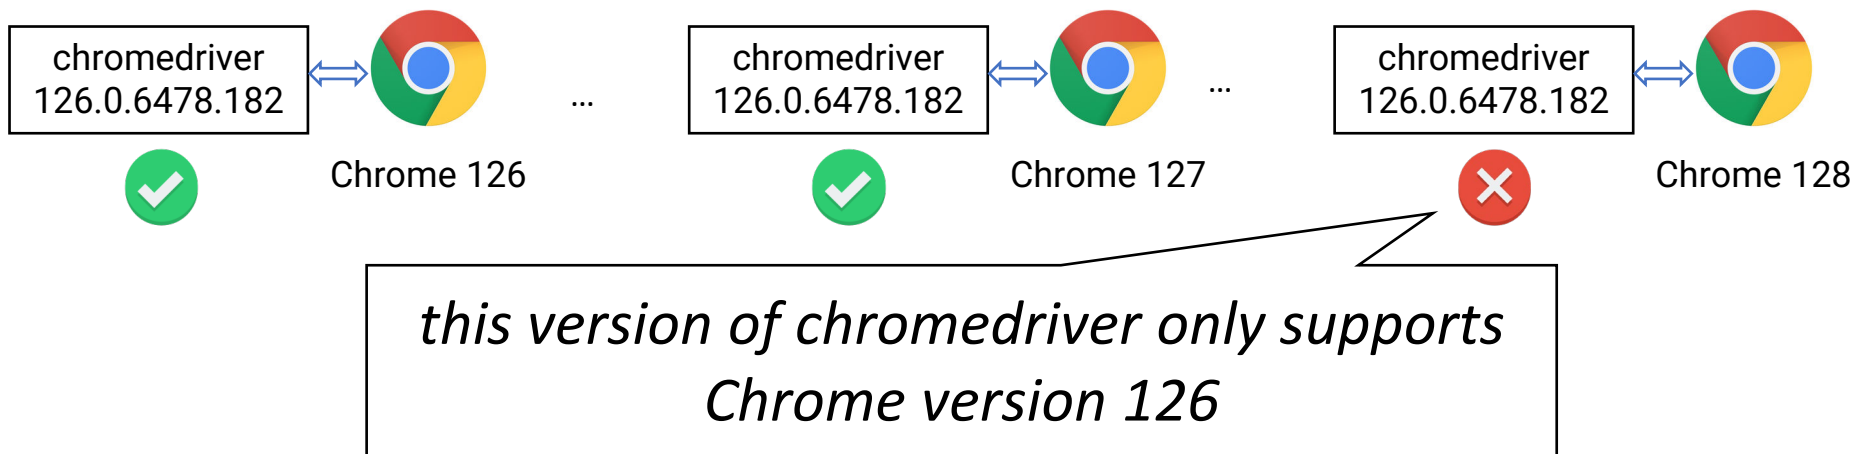 chromedriver
126.0.6478.182
Chrome 126
...
chromedriver
126.0.6478.182
Chrome 127
...
chromedriver
126.0.6478.182
Chrome 128
this version of chromedriver only supports
Chrome version 126